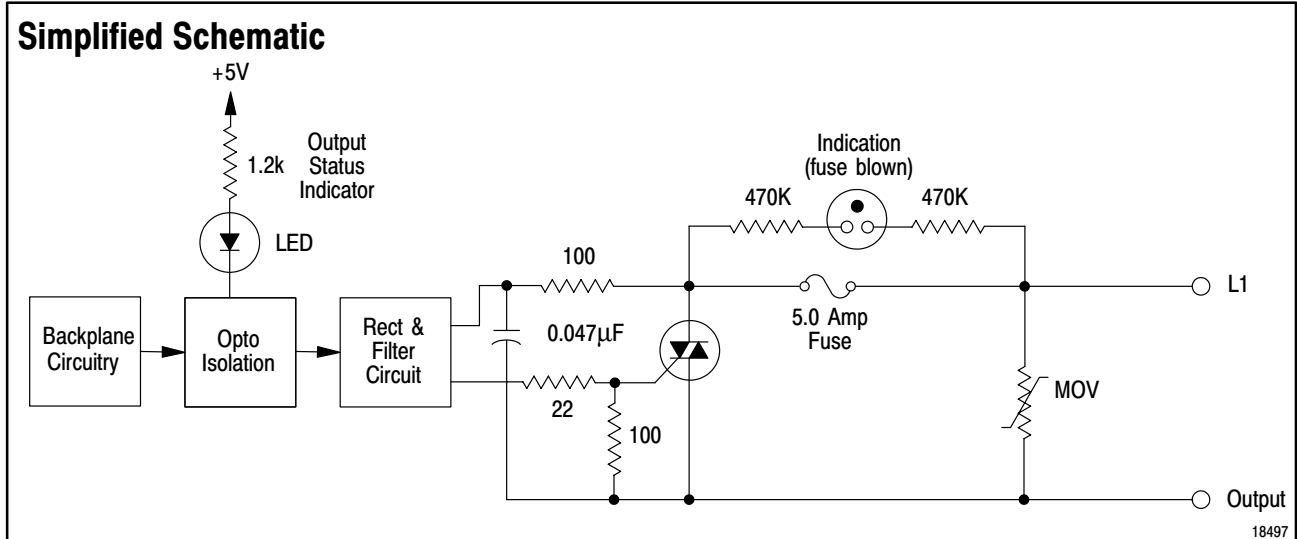 Simplified Schematic
+5V
1.2k
Output
Status
Indicator
LED
Indication
(fuse blown)
470K
470K
100
L1
5.0 Amp
Fuse
Backplane
Circuitry
Opto
Isolation
Rect &
Filter
Circuit
0.047µF
22
100
MOV
Output
18497